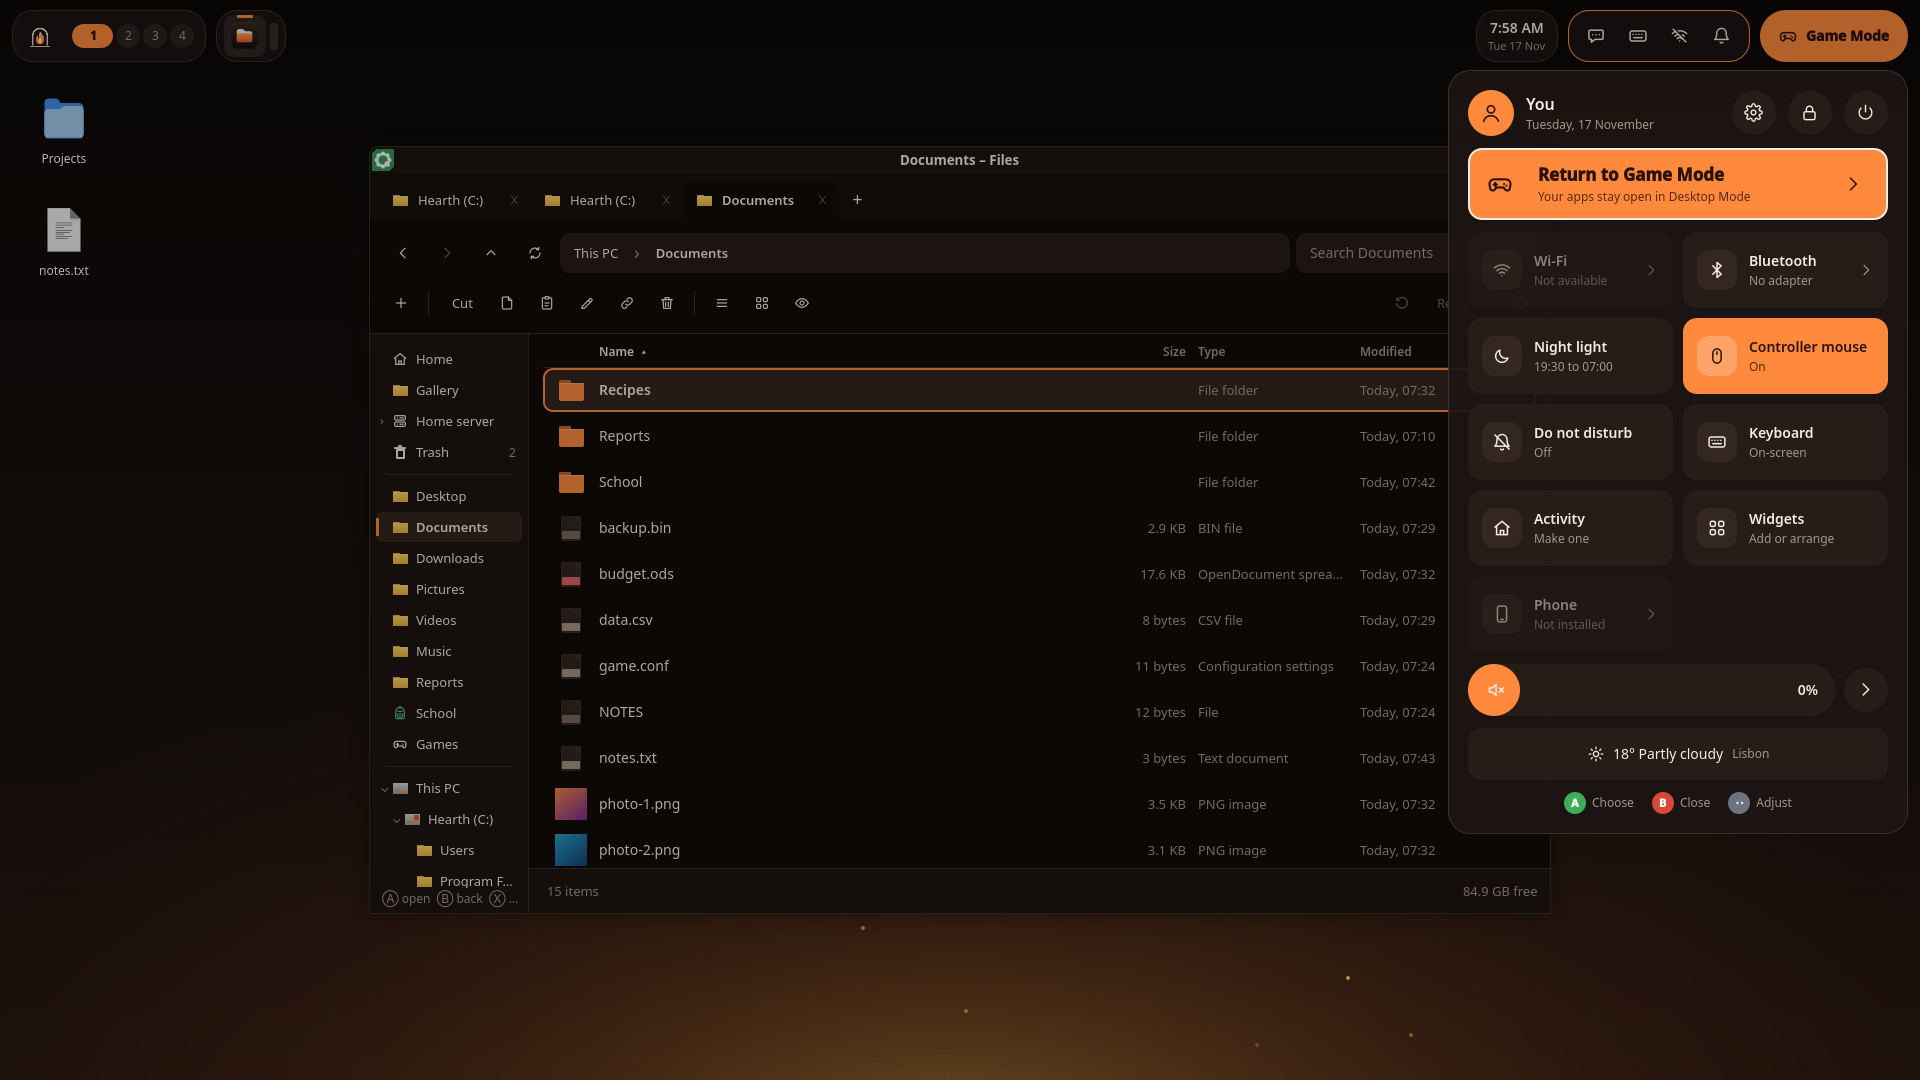 1 2 3 4
7:58 AM
Tue 17 Nov
Game Mode
Projects
notes.txt
Documents – Files
Hearth (C:) X
Hearth (C:) X
Documents X +
This PC › Documents
Search Documents
Cut
Home
Gallery
Home server
Trash 2
Desktop
Documents
Downloads
Pictures
Videos
Music
Reports
School
Games
This PC
Hearth (C:)
Users
Program F...
A open B back X ...
Name Size Type Modified
Recipes File folder Today, 07:32
Reports File folder Today, 07:10
School File folder Today, 07:42
backup.bin 2.9 KB BIN file Today, 07:29
budget.ods 17.6 KB OpenDocument sprea... Today, 07:32
data.csv 8 bytes CSV file Today, 07:29
game.conf 11 bytes Configuration settings Today, 07:24
NOTES 12 bytes File Today, 07:24
notes.txt 3 bytes Text document Today, 07:43
photo-1.png 3.5 KB PNG image Today, 07:32
photo-2.png 3.1 KB PNG image Today, 07:32
15 items 84.9 GB free
You
Tuesday, 17 November
Return to Game Mode
Your apps stay open in Desktop Mode
Wi-Fi
Not available
Bluetooth
No adapter
Night light
19:30 to 07:00
Controller mouse
On
Do not disturb
Off
Keyboard
On-screen
Activity
Make one
Widgets
Add or arrange
Phone
Not installed
0%
18° Partly cloudy Lisbon
A Choose B Close Adjust